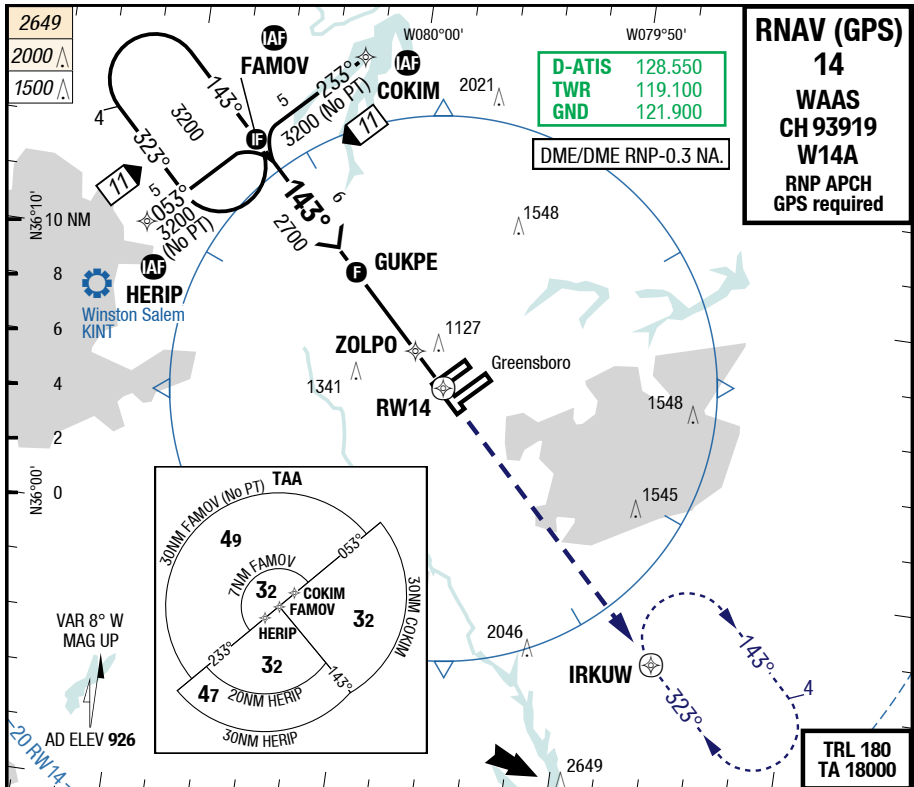 2649
2000
1500
IAF
FAMOV
W080°00'
W079°50'
RNAV (GPS)
14
WAAS
CH 93919
W14A
RNP APCH
GPS required
D-ATIS 128.550
TWR 119.100
GND 121.900
DME/DME RNP-0.3 NA.
IAF
COKIM
2021
233°
5
3200 (No PT)
11
143°
3200
4
323°
IF
11
5
053°
3200
(No PT)
IAF
HERIP
N36°10'
10 NM
8
6
4
2
0
N36°00'
Winston Salem
KINT
143°
6
2700
F
GUKPE
1548
ZOLPO
1127
1341
RW14
Greensboro
1548
1545
TAA
30NM FAMOV (No PT)
49
7NM FAMOV
32
053°
COKIM
FAMOV
HERIP
32
30NM COKIM
233°
32
143°
47
20NM HERIP
30NM HERIP
VAR 8° W
MAG UP
AD ELEV 926
20 RW14
2046
IRKUW
143°
4
323°
2649
TRL 180
TA 18000